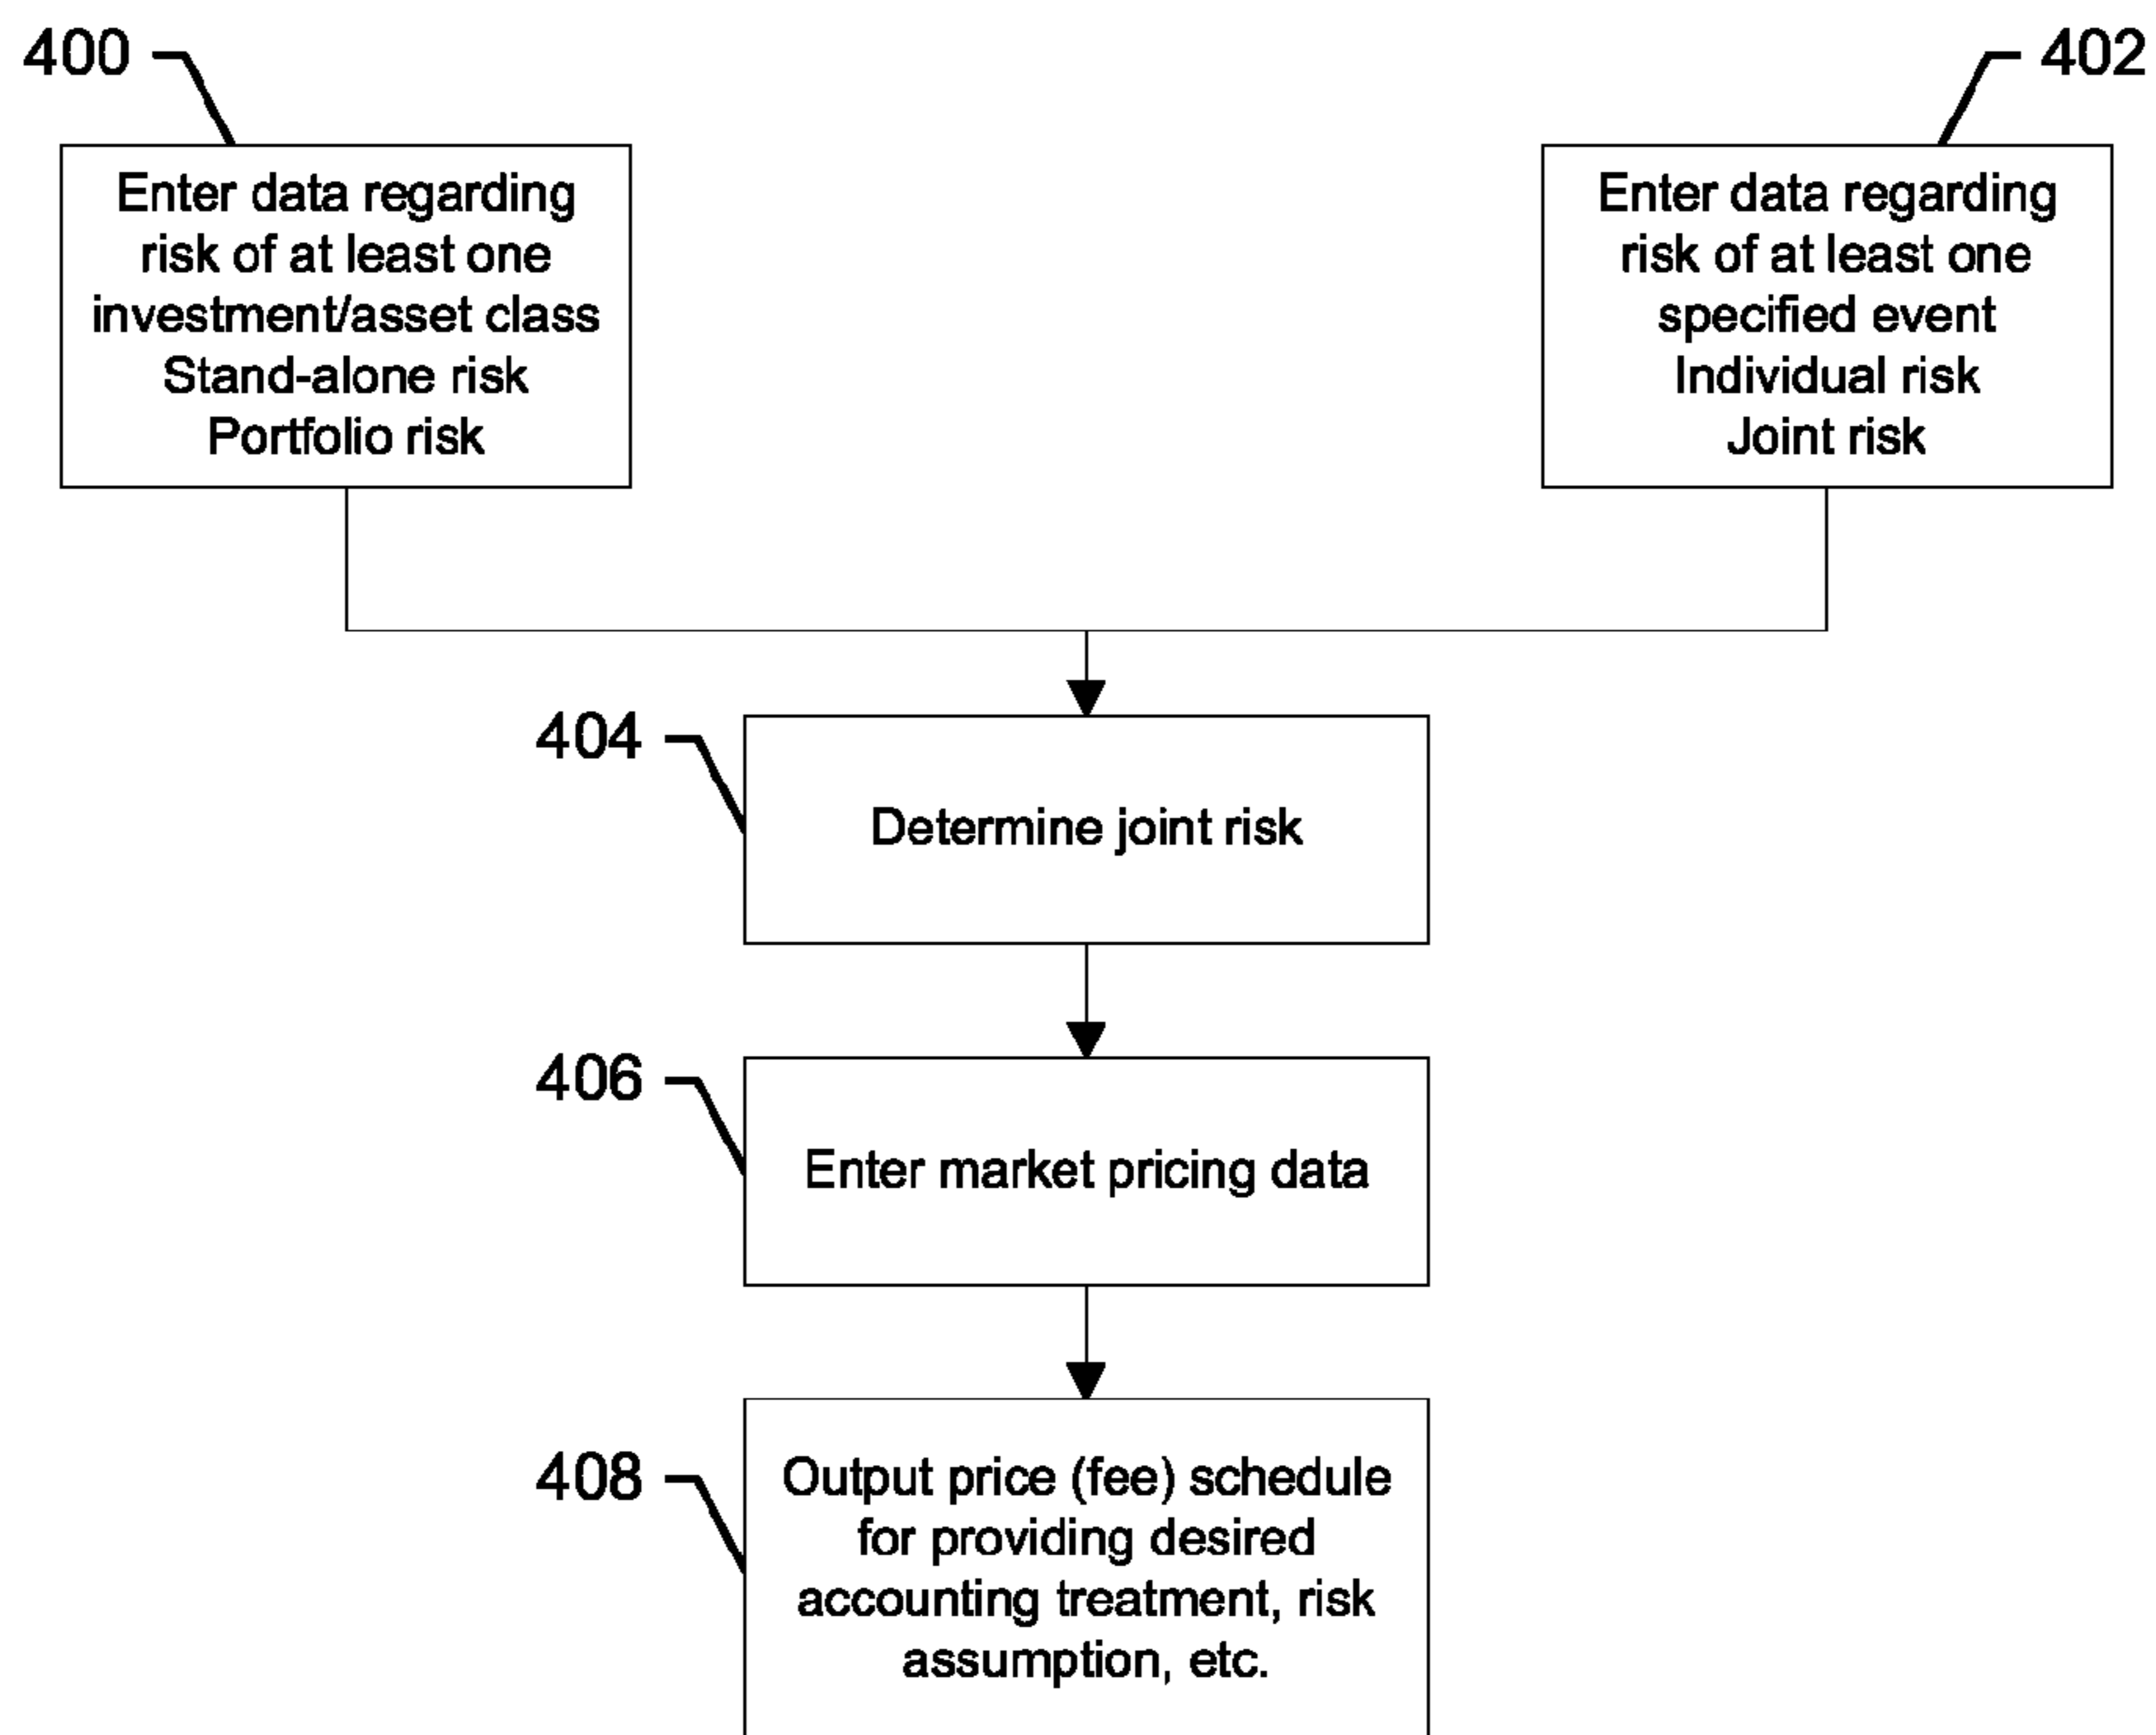 400
402
Enter data regarding
risk of at least one
investment/asset class
Stand-alone risk
Portfolio risk
Enter data regarding
risk of at least one
specified event
Individual risk
Joint risk
404
Determine joint risk
406
Enter market pricing data
408
Output price (fee) schedule
for providing desired
accounting treatment, risk
assumption, etc.